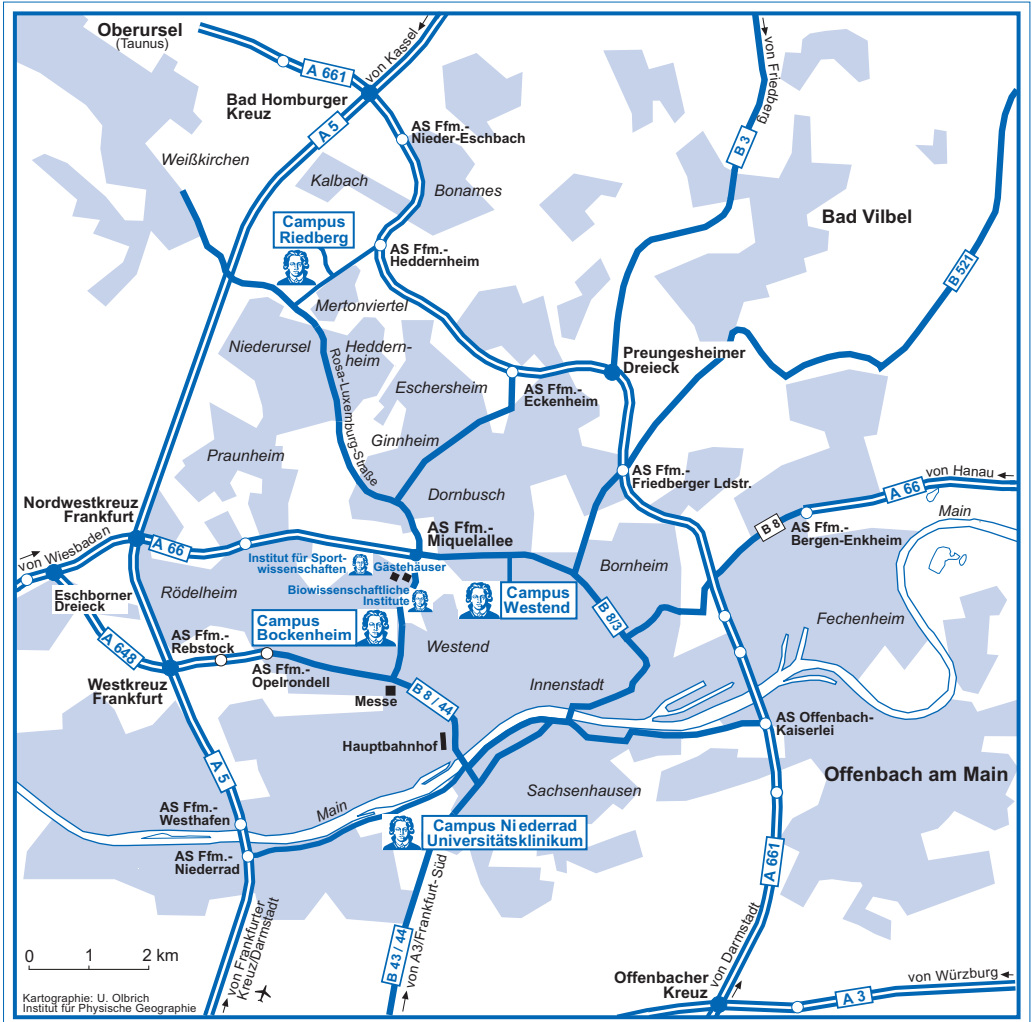 Oberursel
(Taunus)
A 661
von Kassel
von Friedberg
Bad Homburger
Kreuz
A 5
AS Ffm.-
Nieder-Eschbach
B 3
Weißkirchen
Kalbach
Bonames
Campus
Riedberg
Bad Vilbel
AS Ffm.-
Heddernheim
B 521
Mertonviertel
Niederursel
Heddern-
heim
Rosa-Luxemburg-Straße
Preungesheimer
Dreieck
Eschersheim
AS Ffm.-
Eckenheim
Ginnheim
Praunheim
Dornbusch
AS Ffm.-
Friedberger Ldstr.
von Hanau
A 66
Nordwestkreuz
Frankfurt
AS Ffm.-
Miquelallee
B 8
AS Ffm.-
Bergen-Enkheim
Main
von Wiesbaden
A 66
Institut für Sport-
wissenschaften
Gästehäuser
Biowissenschaftliche
Institute
Bornheim
Eschborner
Dreieck
Rödelheim
Campus
Westend
B 8/3
Fechenheim
Campus
Bockenheim
A 648
AS Ffm.-
Rebstock
Westend
AS Ffm.-
Opelrondell
Westkreuz
Frankfurt
Messe
B 8 / 44
Innenstadt
AS Offenbach-
Kaiserlei
Hauptbahnhof
A 5
Offenbach am Main
Sachsenhausen
Main
AS Ffm.-
Westhafen
Campus Niederrad
Universitätsklinikum
AS Ffm.-
Niederrad
A 661
von Frankfurter
Kreuz/Darmstadt
B 43 / 44
von A3/Frankfurt-Süd
von Darmstadt
0 1 2 km
Offenbacher
Kreuz
von Würzburg
A 3
Kartographie: U. Olbrich
Institut für Physische Geographie